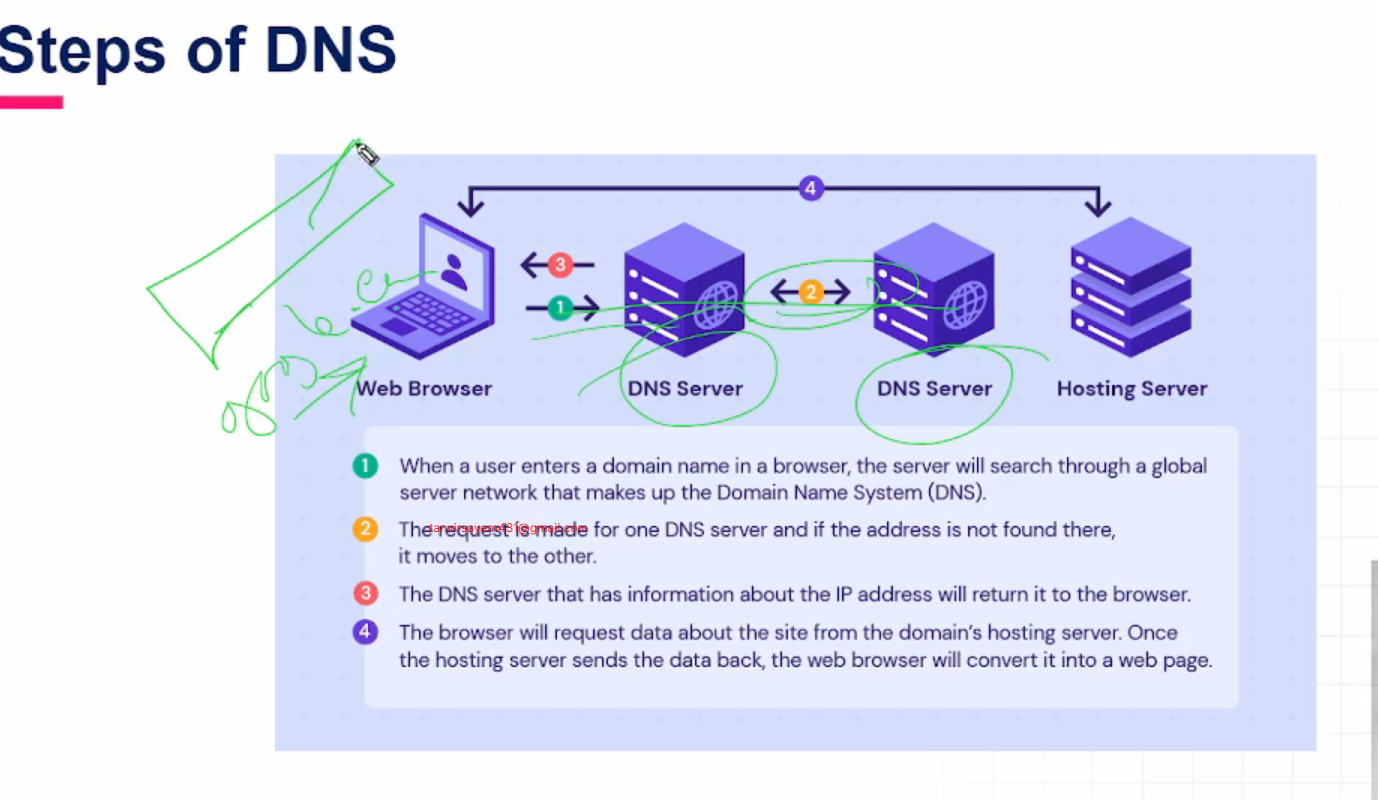 Steps of DNS
4
3
1
2
Web Browser
DNS Server
DNS Server
Hosting Server
1 When a user enters a domain name in a browser, the server will search through a global
server network that makes up the Domain Name System (DNS).
2 The request is made for one DNS server and if the address is not found there,
it moves to the other.
3 The DNS server that has information about the IP address will return it to the browser.
4 The browser will request data about the site from the domain's hosting server. Once
the hosting server sends the data back, the web browser will convert it into a web page.